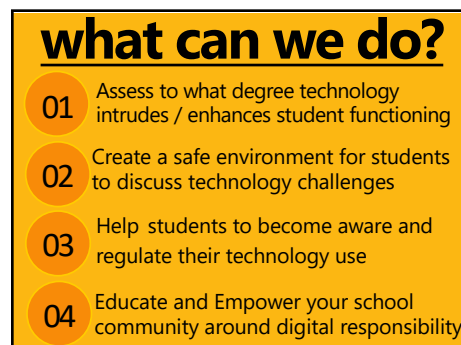 what can we do?
01 Assess to what degree technology
intrudes / enhances student functioning
02 Create a safe environment for students
to discuss technology challenges
03 Help students to become aware and
regulate their technology use
04 Educate and Empower your school
community around digital responsibility